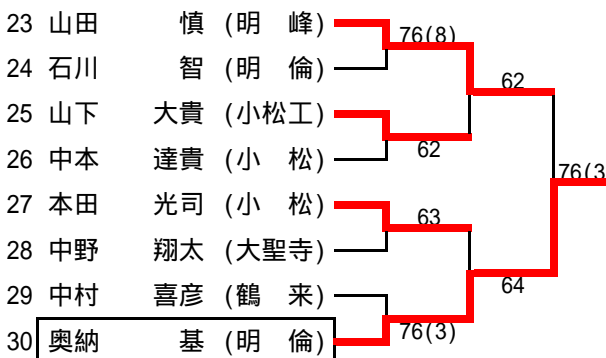 23 山田 慎 (明 峰)
76(8)
24 石川 智 (明 倫)
62
25 山下 大貴 (小松工)
62
26 中本 達貴 (小 松)
76(3
27 本田 光司 (小 松)
63
28 中野 翔太 (大聖寺)
64
29 中村 喜彦 (鶴 来)
76(3)
30 奥納 基 (明 倫)